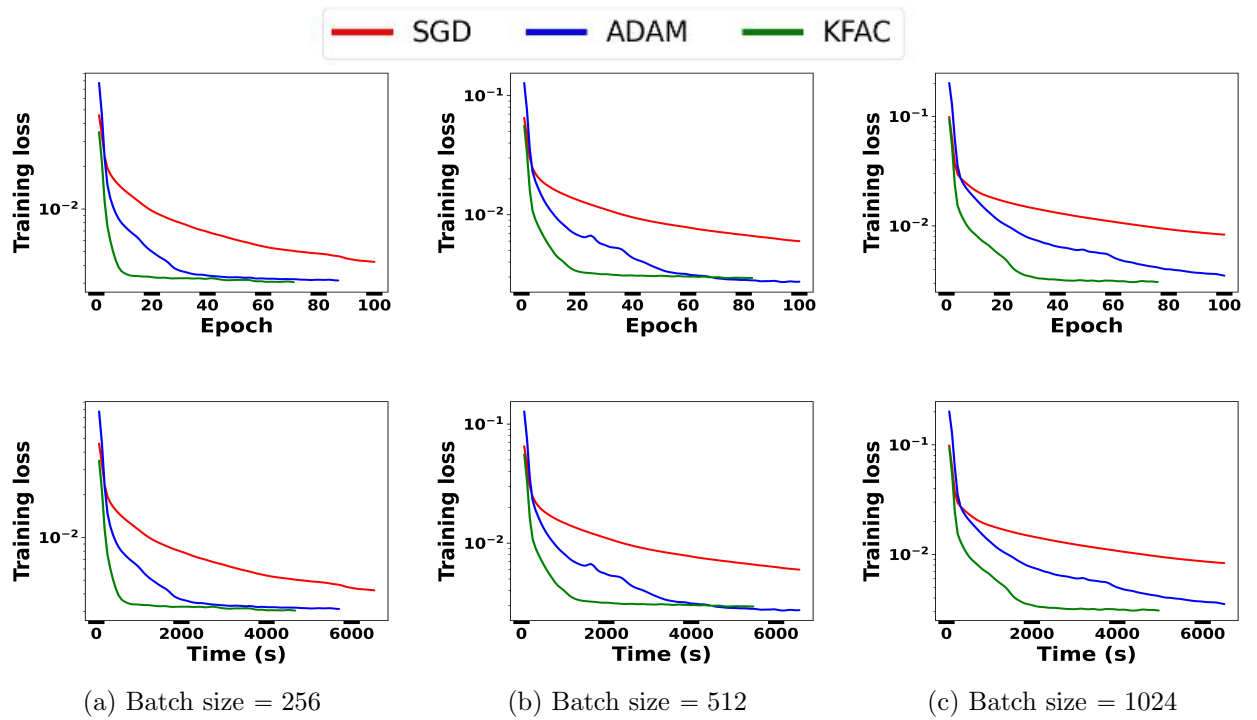 SGD ADAM KFAC
Training loss
10⁻²
0 20 40 60 80 100
Epoch
Training loss
10⁻¹
10⁻²
0 20 40 60 80 100
Epoch
Training loss
10⁻¹
10⁻²
0 20 40 60 80 100
Epoch
Training loss
10⁻²
0 2000 4000 6000
Time (s)
Training loss
10⁻¹
10⁻²
0 2000 4000 6000
Time (s)
Training loss
10⁻¹
10⁻²
0 2000 4000 6000
Time (s)
(a) Batch size = 256
(b) Batch size = 512
(c) Batch size = 1024